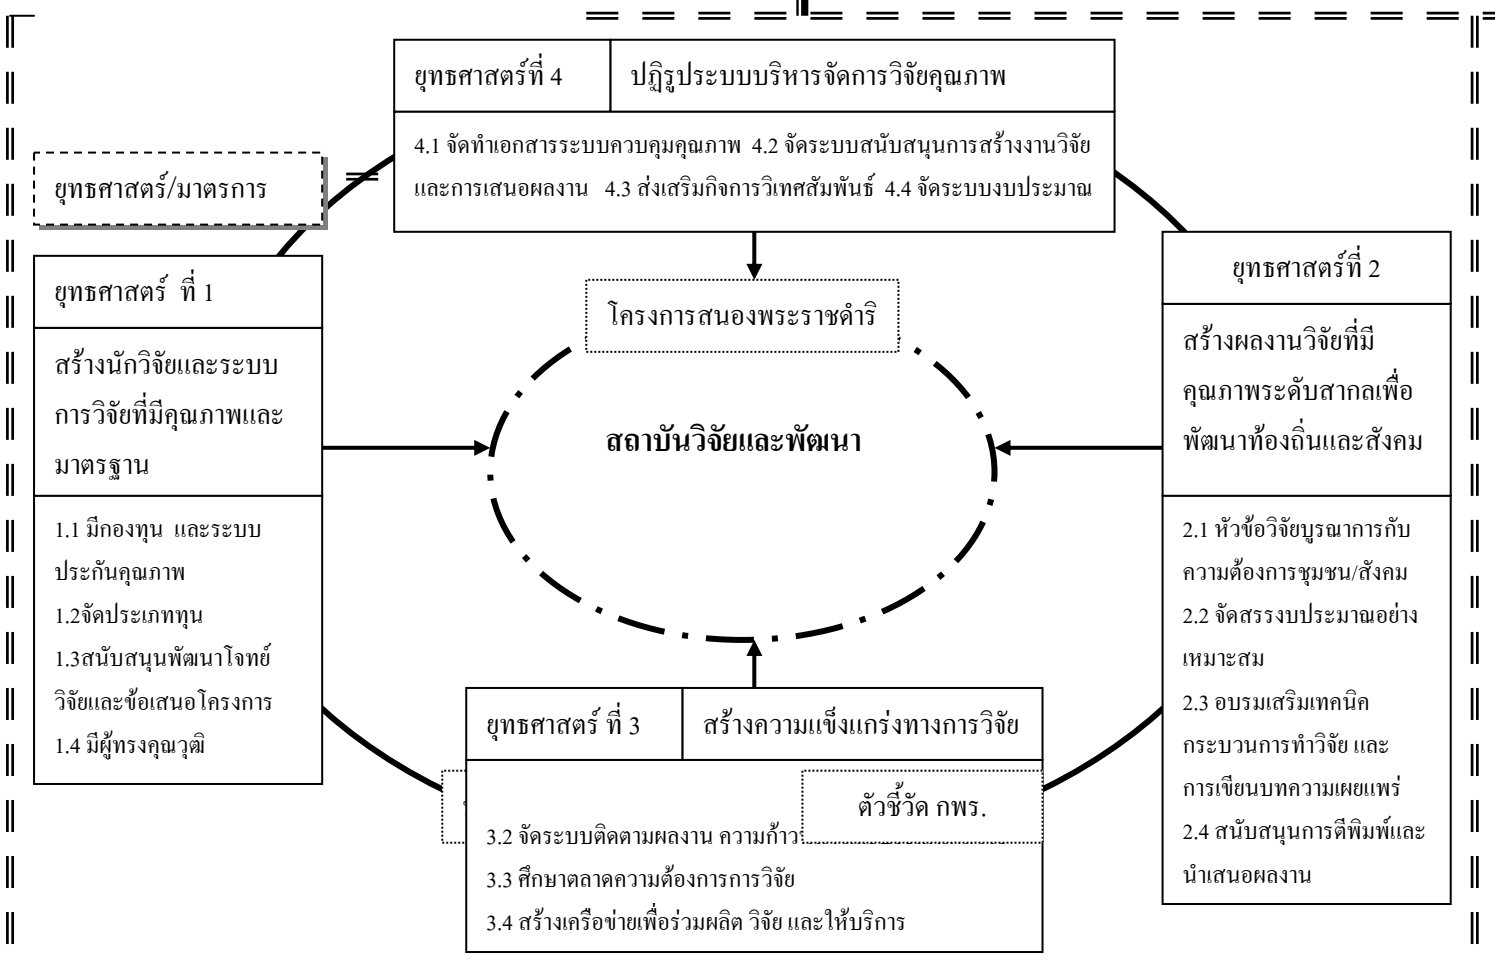 ยุทธศาสตร์ที่ 4
ปฏิรูประบบบริหารจัดการวิจัยคุณภาพ
4.1 จัดทำเอกสารระบบควบคุมคุณภาพ 4.2 จัดระบบสนับสนุนการสร้างงานวิจัย
และการเสนอผลงาน 4.3 ส่งเสริมกิจการวิเทศสัมพันธ์ 4.4 จัดระบบงบประมาณ
ยุทธศาสตร์/มาตรการ
ยุทธศาสตร์ ที่ 1
สร้างนักวิจัยและระบบ
การวิจัยที่มีคุณภาพและ
มาตรฐาน
1.1 มีกองทุน และระบบ
ประกันคุณภาพ
1.2จัดประเภททุน
1.3สนับสนุนพัฒนาโจทย์
วิจัยและข้อเสนอโครงการ
1.4 มีผู้ทรงคุณวุฒิ
โครงการสนองพระราชดำริ
สถาบันวิจัยและพัฒนา
ยุทธศาสตร์ที่ 2
สร้างผลงานวิจัยที่มี
คุณภาพระดับสากลเพื่อ
พัฒนาท้องถิ่นและสังคม
2.1 หัวข้อวิจัยบูรณาการกับ
ความต้องการชุมชน/สังคม
2.2 จัดสรรงบประมาณอย่าง
เหมาะสม
2.3 อบรมเสริมเทคนิค
กระบวนการทำวิจัย และ
การเขียนบทความเผยแพร่
2.4 สนับสนุนการตีพิมพ์และ
นำเสนอผลงาน
ยุทธศาสตร์ ที่ 3
สร้างความแข็งแกร่งทางการวิจัย
ตัวชี้วัด กพร.
3.2 จัดระบบติดตามผลงาน
3.3 ศึกษาตลาดความต้องการการวิจัย
3.4 สร้างเครือข่ายเพื่อร่วมผลิต วิจัย และให้บริการ